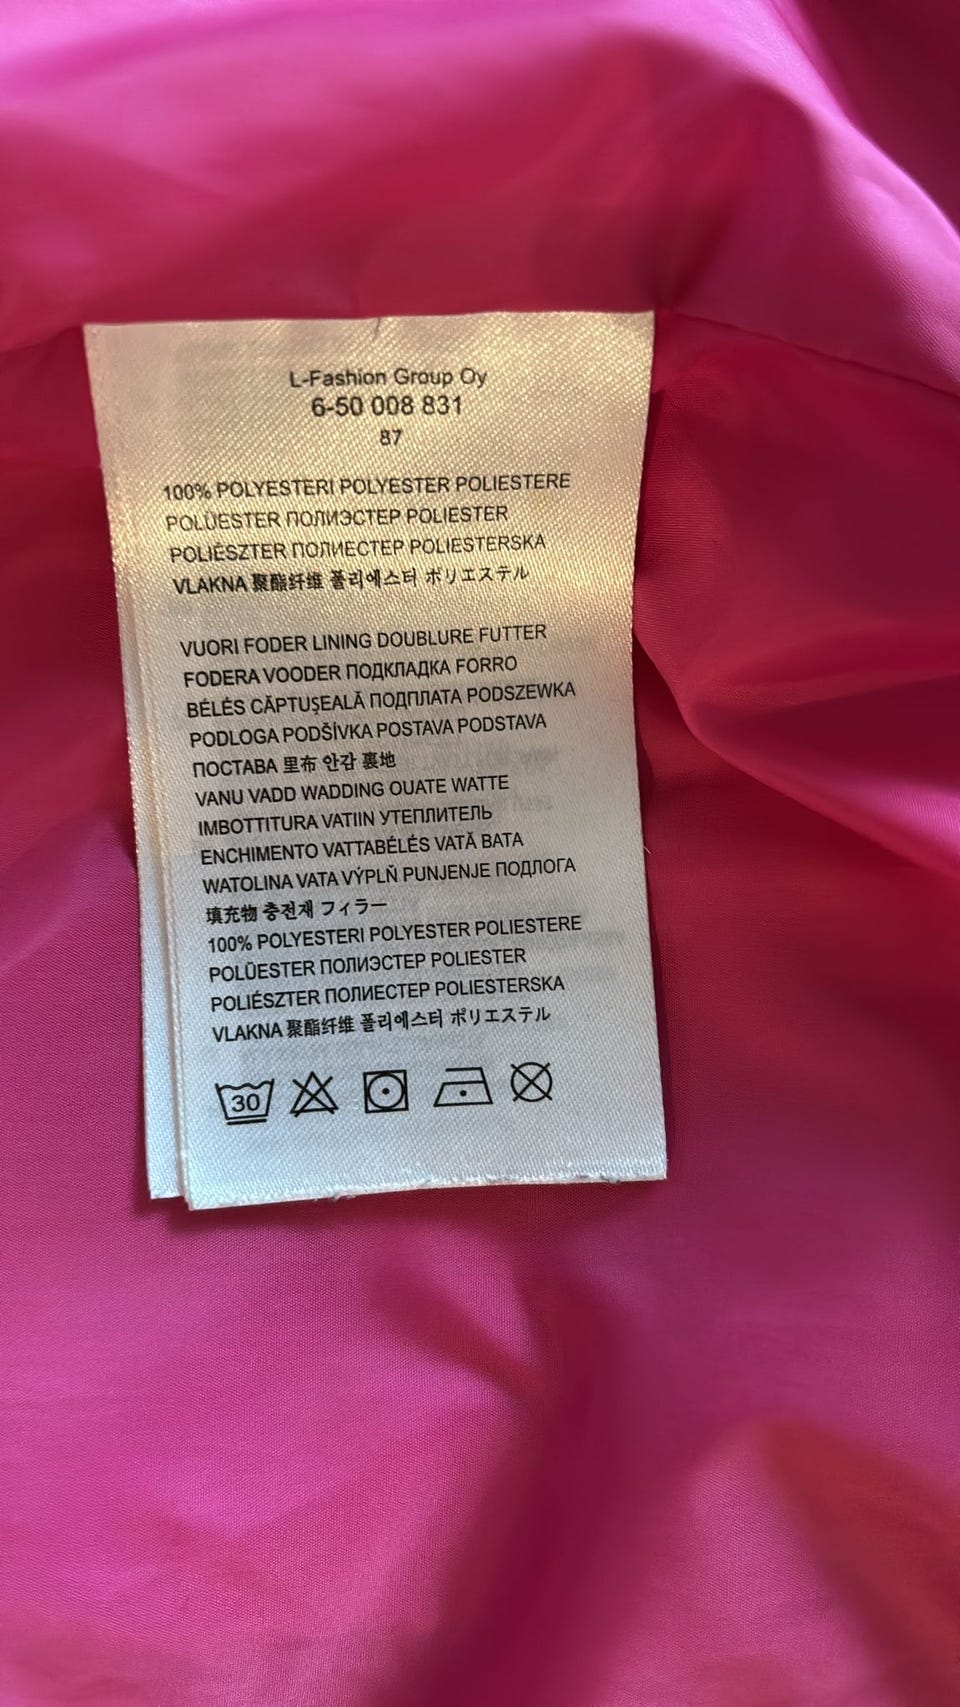 L-Fashion Group Oy
6-50 008 831
87
100% POLYESTERI POLYESTER POLIESTERE
POLÜESTER ПОЛИЭСТЕР POLIESTER
POLIÉSZTER ПОЛИЕСТЕР POLIESTERSKA
VLAKNA 聚酯纤维 폴리에스터 ポリエステル
VUORI FODER LINING DOUBLURE FUTTER
FODERA VOODER ПОДКЛАДКА FORRO
BÉLÉS CĂPTUŞEALĂ ПОДПЛАТА PODSZEWKA
PODLOGA PODŠÍVKA POSTAVA PODSTAVA
ПОСТАВА 里布 안감 裏地
VANU VADD WADDING OUATE WATTE
IMBOTTITURA VATIIN УТЕПЛИТЕЛЬ
ENCHIMENTO VATTABÉLÉS VATĂ ВАТА
WATOLINA VATA VÝPLŇ PUNJENJE ПОДЛОГА
填充物 충전재 フィラー
100% POLYESTERI POLYESTER POLIESTERE
POLÜESTER ПОЛИЭСТЕР POLIESTER
POLIÉSZTER ПОЛИЕСТЕР POLIESTERSKA
VLAKNA 聚酯纤维 폴리에스터 ポリエステル
30